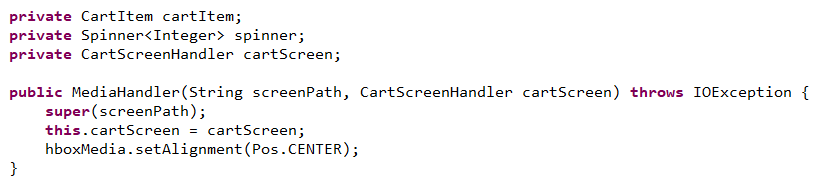 private CartItem cartItem;
private Spinner<Integer> spinner;
private CartScreenHandler cartScreen;

public MediaHandler(String screenPath, CartScreenHandler cartScreen) throws IOException {
    super(screenPath);
    this.cartScreen = cartScreen;
    hboxMedia.setAlignment(Pos.CENTER);
}